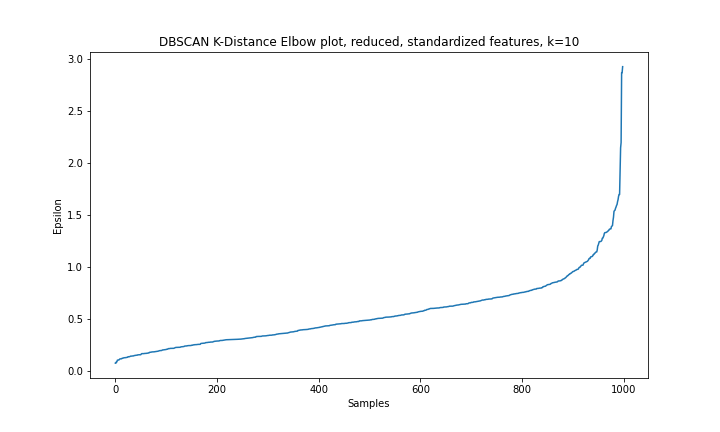 DBSCAN K-Distance Elbow plot, reduced, standardized features, k=10
3.0
2.5
2.0
1.5
1.0
0.5
0.0
Epsilon
0 200 400 600 800 1000
Samples